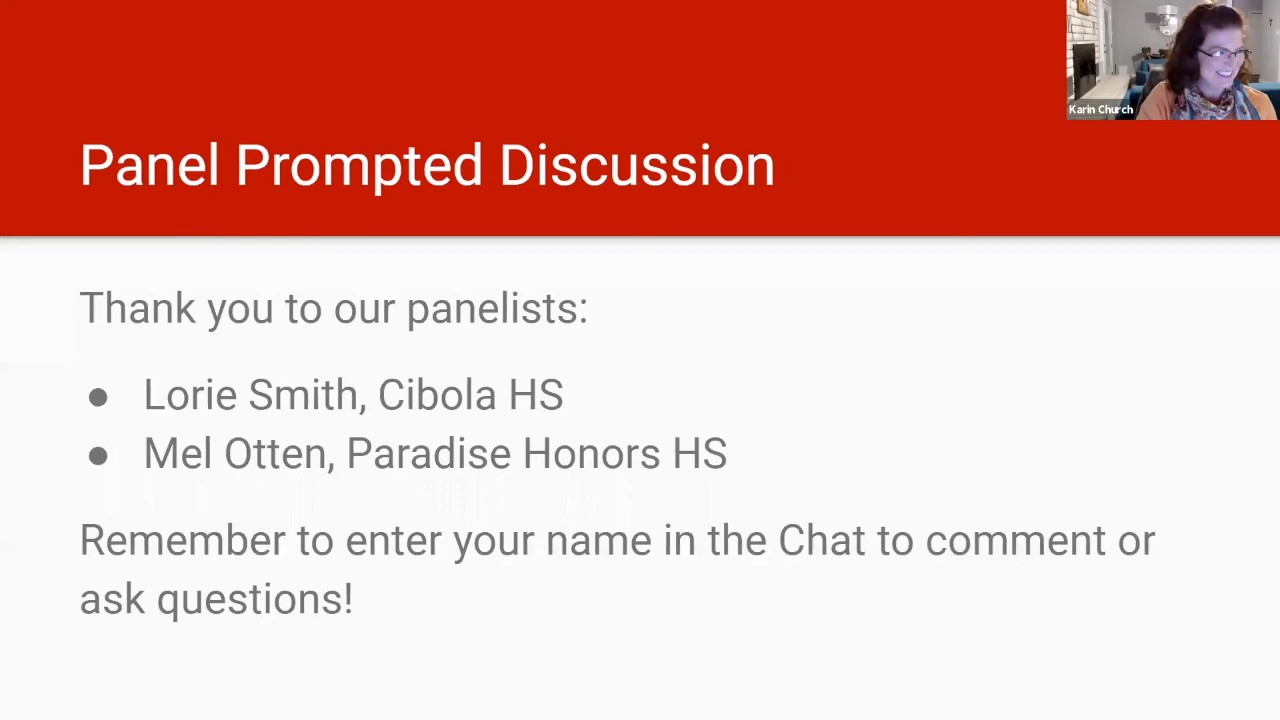 Karin Church
Panel Prompted Discussion
Thank you to our panelists:
● Lorie Smith, Cibola HS
● Mel Otten, Paradise Honors HS
Remember to enter your name in the Chat to comment or
ask questions!